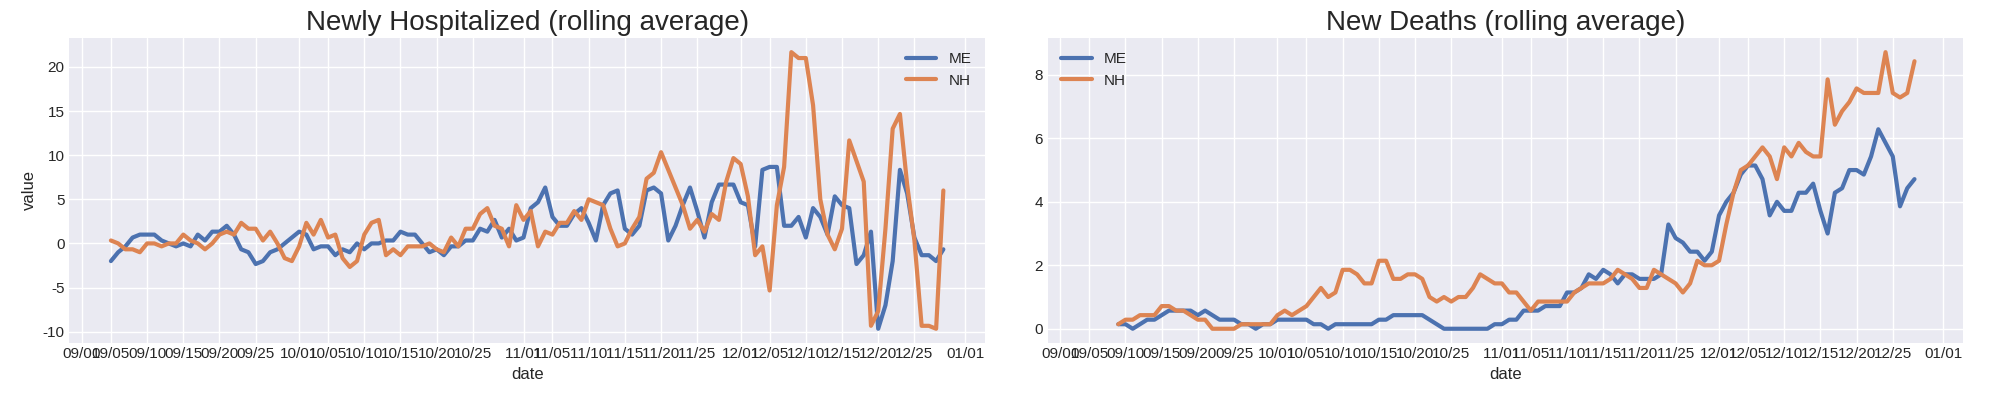 Newly Hospitalized (rolling average)
ME
NH
20
15
10
5
0
-5
-10
value
09/01 09/05 09/10 09/15 09/20 09/25 10/01 10/05 10/10 10/15 10/20 10/25 11/01 11/05 11/10 11/15 11/20 11/25 12/01 12/05 12/10 12/15 12/20 12/25 01/01
date
New Deaths (rolling average)
ME
NH
8
6
4
2
0
09/01 09/05 09/10 09/15 09/20 09/25 10/01 10/05 10/10 10/15 10/20 10/25 11/01 11/05 11/10 11/15 11/20 11/25 12/01 12/05 12/10 12/15 12/20 12/25 01/01
date